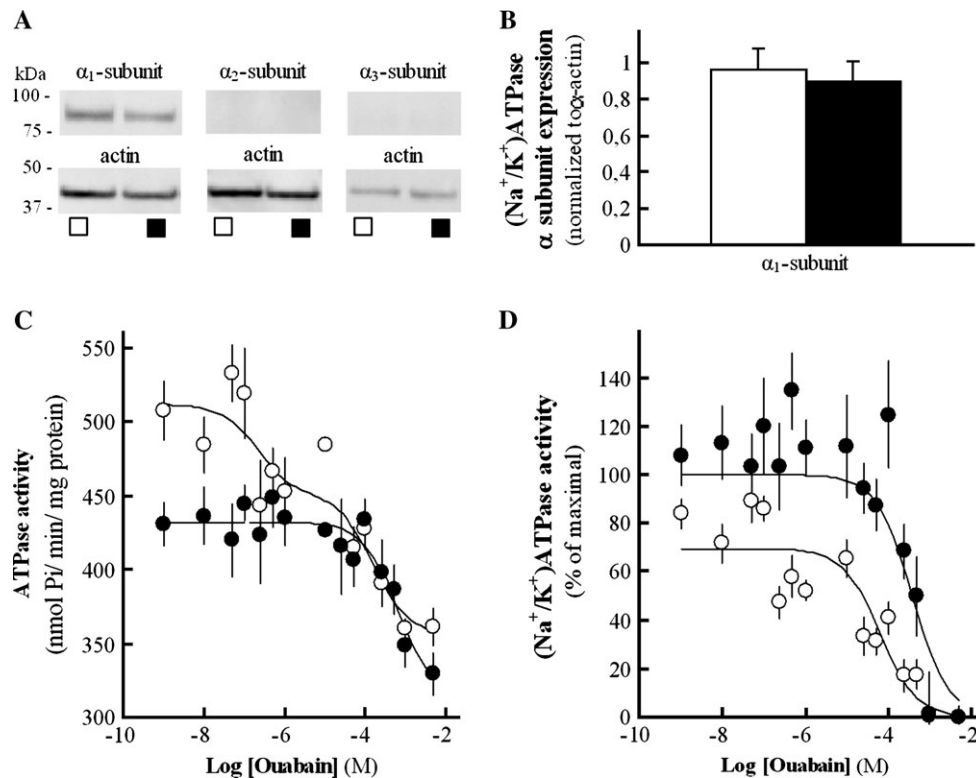 A
kDa
α₁-subunit α₂-subunit α₃-subunit
100 -
75 -
actin actin actin
50 -
37 -
B
(Na⁺/K⁺)ATPase
α subunit expression
(normalized toα-actin)
1
0.8
0.6
0.4
0.2
0
α₁-subunit
C
ATPase activity
(nmol Pi/ min/ mg protein)
550
500
450
400
350
300
-10 -8 -6 -4 -2
Log [Ouabain] (M)
D
(Na⁺/K⁺)ATPase activity
(% of maximal)
140
120
100
80
60
40
20
0
-10 -8 -6 -4 -2
Log [Ouabain] (M)